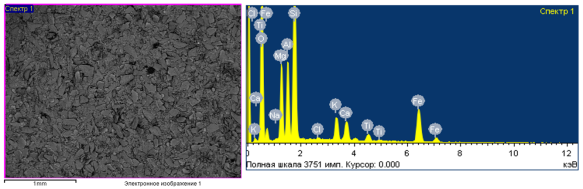 Спектр 1
1mm
Электронное изображение 1
Спектр 1
Cl Fe Si
Ti
O
Al
Mg
Ca
K
Na
Cl
K
Ca
Ti
Ti
Fe
Fe
0 2 4 6 8 10 12
Полная шкала 3751 имп. Курсор: 0.000
кэВ